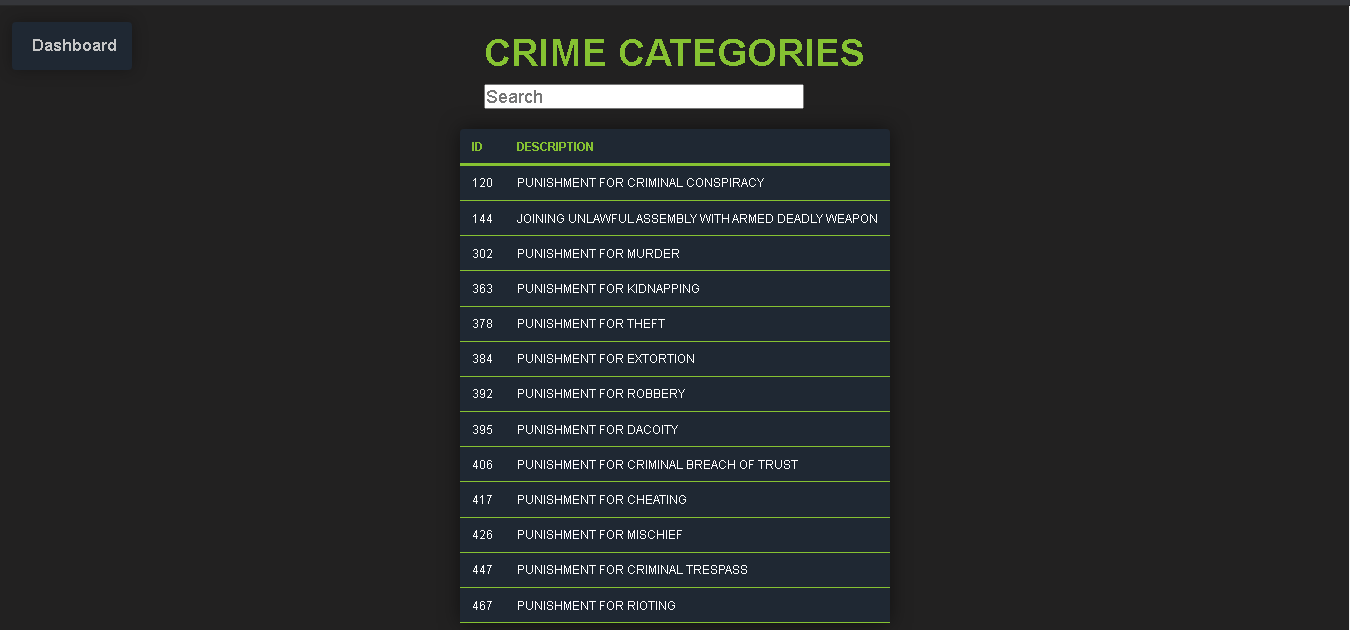 Dashboard
CRIME CATEGORIES
Search
ID DESCRIPTION
120 PUNISHMENT FOR CRIMINAL CONSPIRACY
144 JOINING UNLAWFUL ASSEMBLY WITH ARMED DEADLY WEAPON
302 PUNISHMENT FOR MURDER
363 PUNISHMENT FOR KIDNAPPING
378 PUNISHMENT FOR THEFT
384 PUNISHMENT FOR EXTORTION
392 PUNISHMENT FOR ROBBERY
395 PUNISHMENT FOR DACOITY
406 PUNISHMENT FOR CRIMINAL BREACH OF TRUST
417 PUNISHMENT FOR CHEATING
426 PUNISHMENT FOR MISCHIEF
447 PUNISHMENT FOR CRIMINAL TRESPASS
467 PUNISHMENT FOR RIOTING